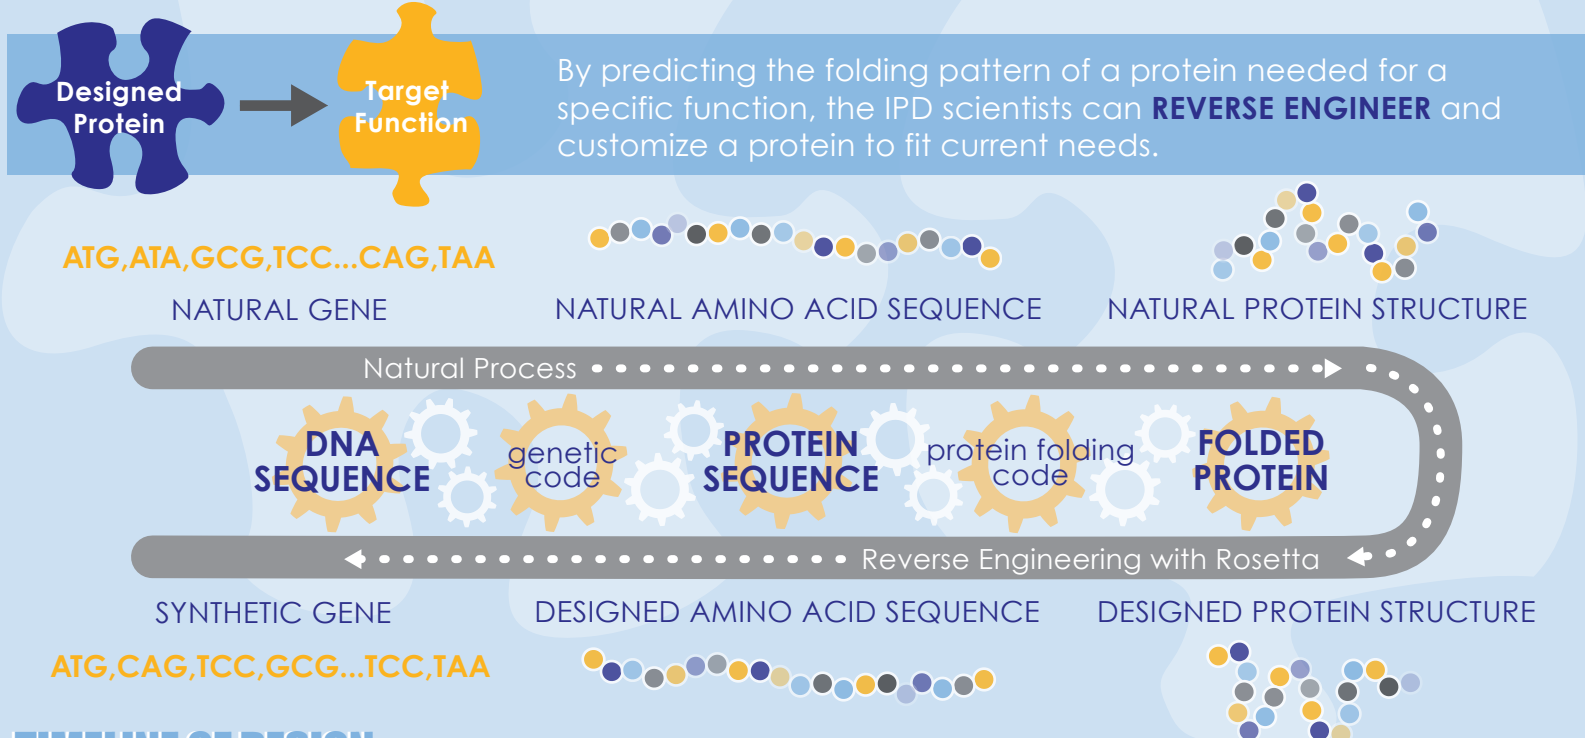 Designed
Protein
Target
Function
By predicting the folding pattern of a protein needed for a
specific function, the IPD scientists can REVERSE ENGINEER and
customize a protein to fit current needs.
ATG,ATA,GCG,TCC...CAG,TAA
NATURAL GENE
NATURAL AMINO ACID SEQUENCE
NATURAL PROTEIN STRUCTURE
Natural Process
DNA
SEQUENCE
genetic
code
PROTEIN
SEQUENCE
protein folding
code
FOLDED
PROTEIN
Reverse Engineering with Rosetta
SYNTHETIC GENE
DESIGNED AMINO ACID SEQUENCE
DESIGNED PROTEIN STRUCTURE
ATG,CAG,TCC,GCG...TCC,TAA
TIMELINE OF DESIGN